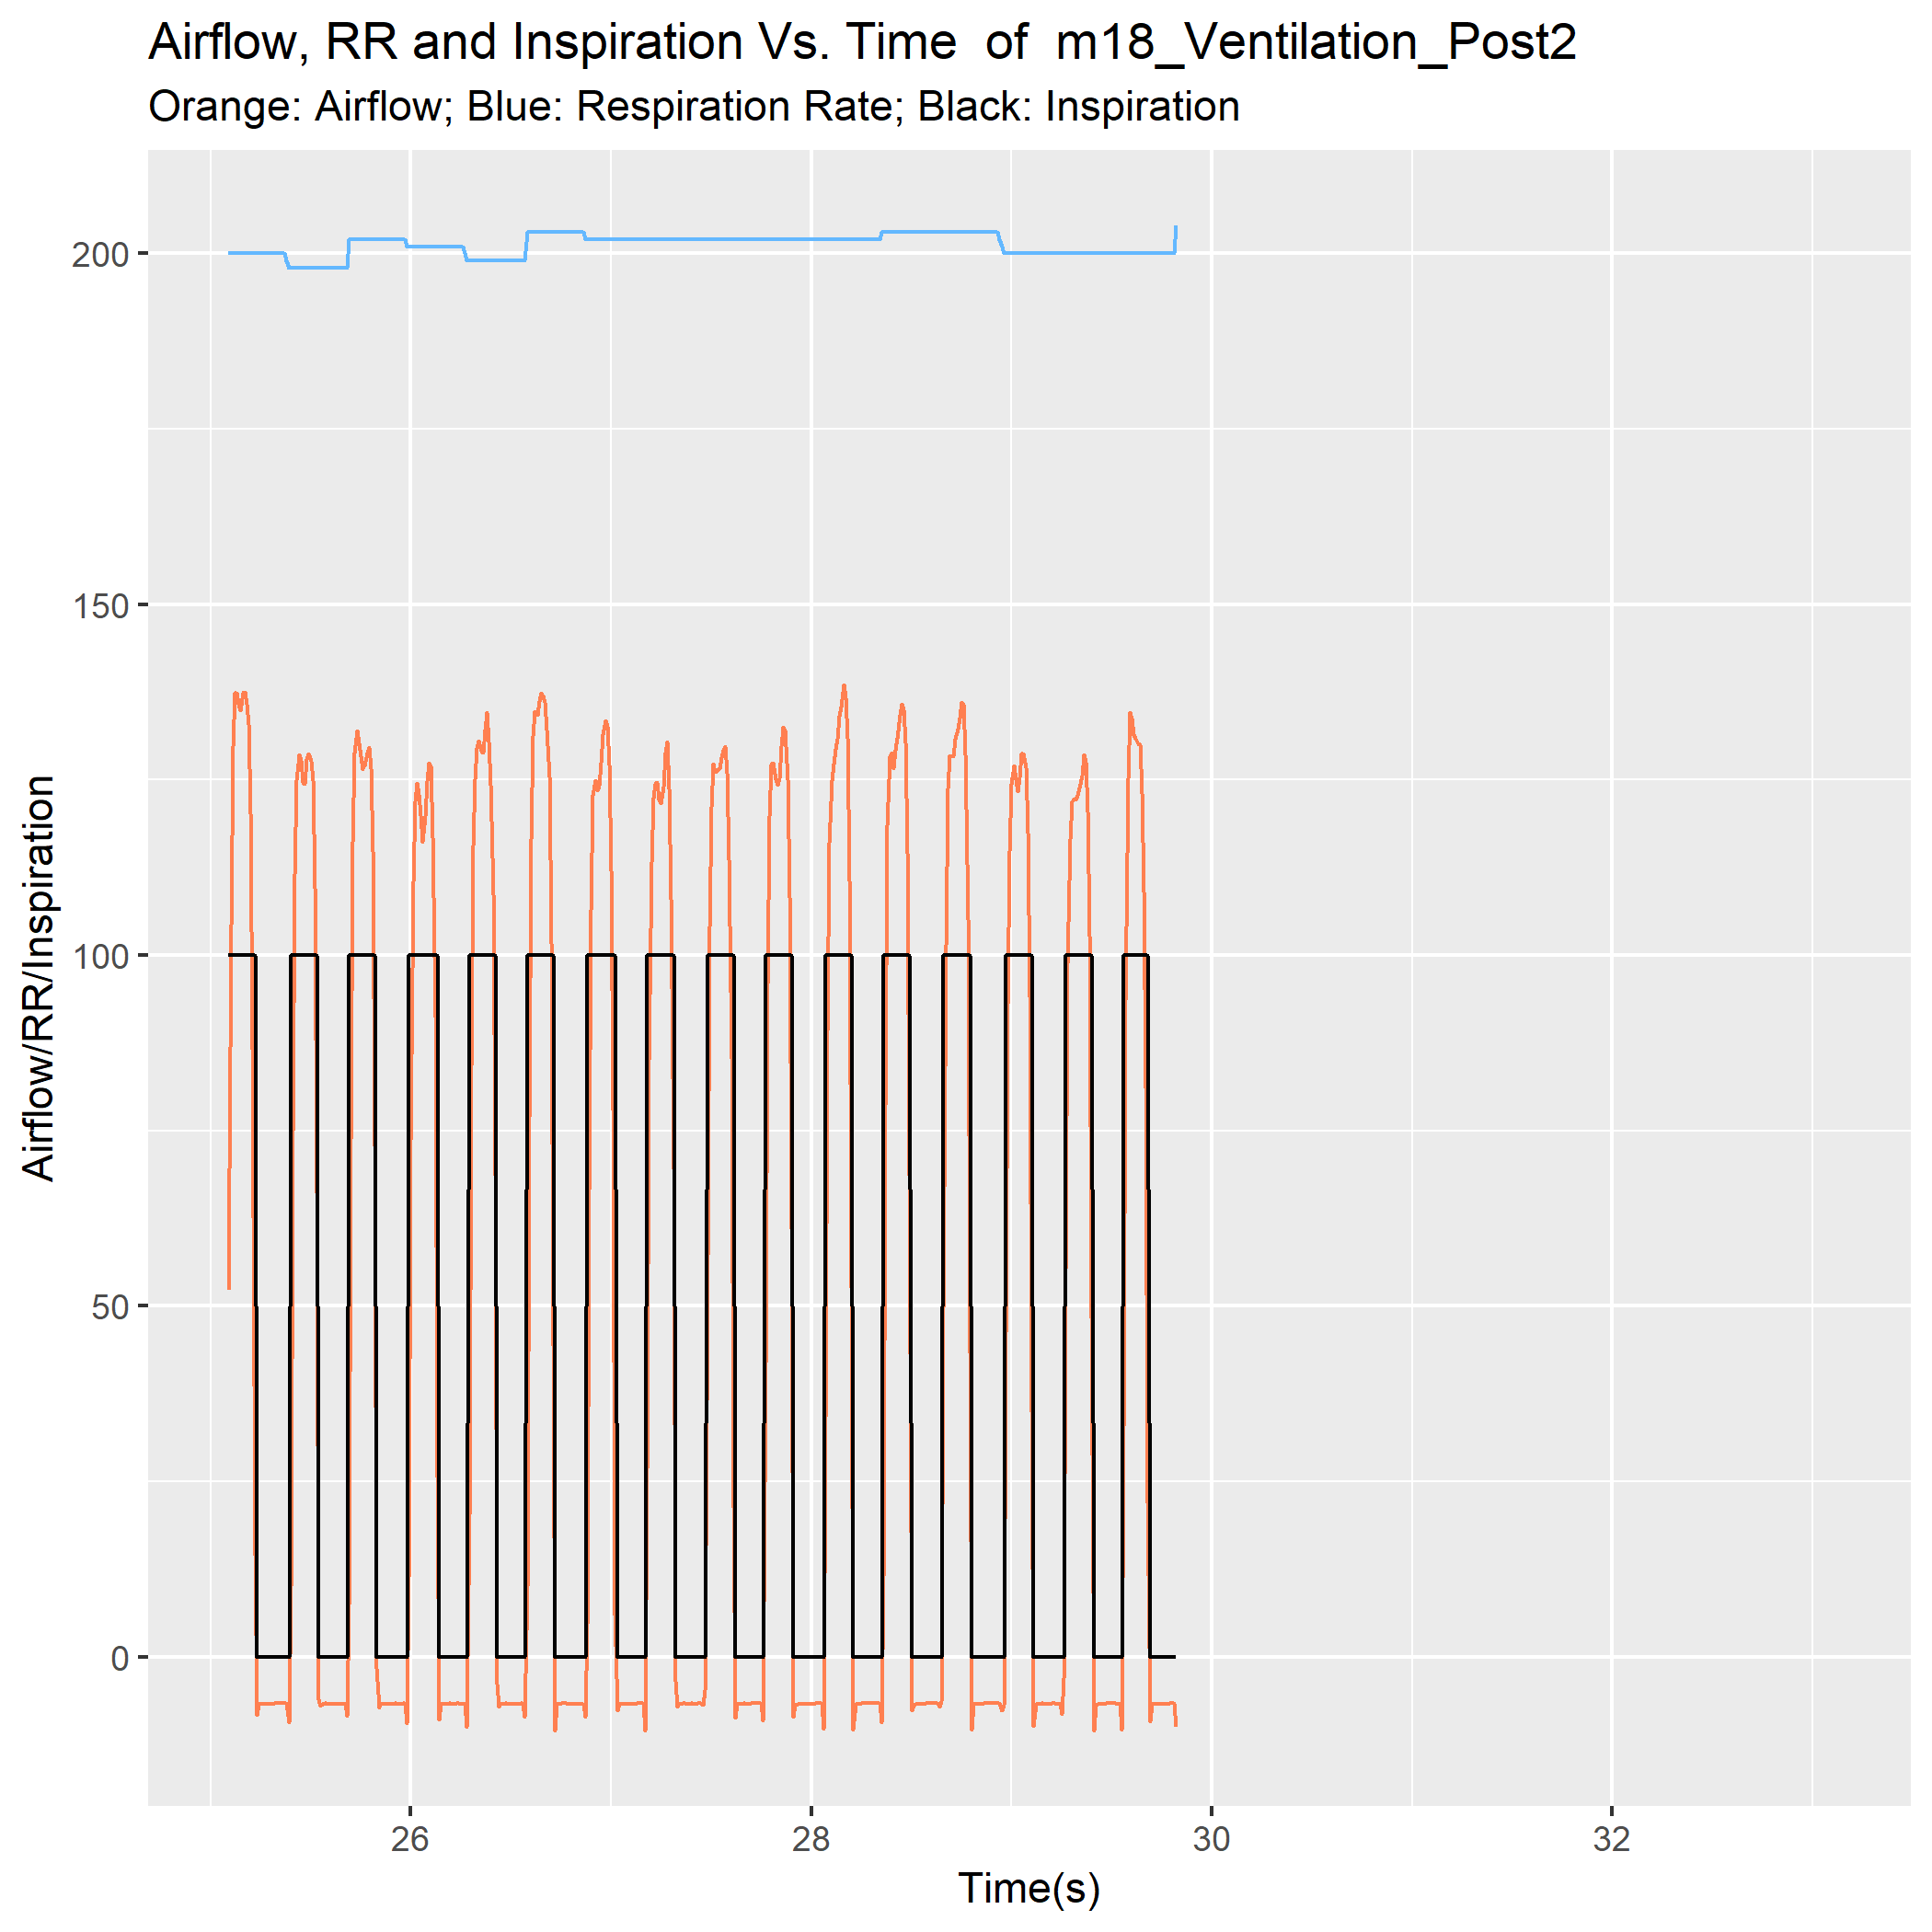 Airflow, RR and Inspiration Vs. Time  of  m18_Ventilation_Post2
Orange: Airflow; Blue: Respiration Rate; Black: Inspiration
Airflow/RR/Inspiration
200
150
100
50
0
26
28
30
32
Time(s)